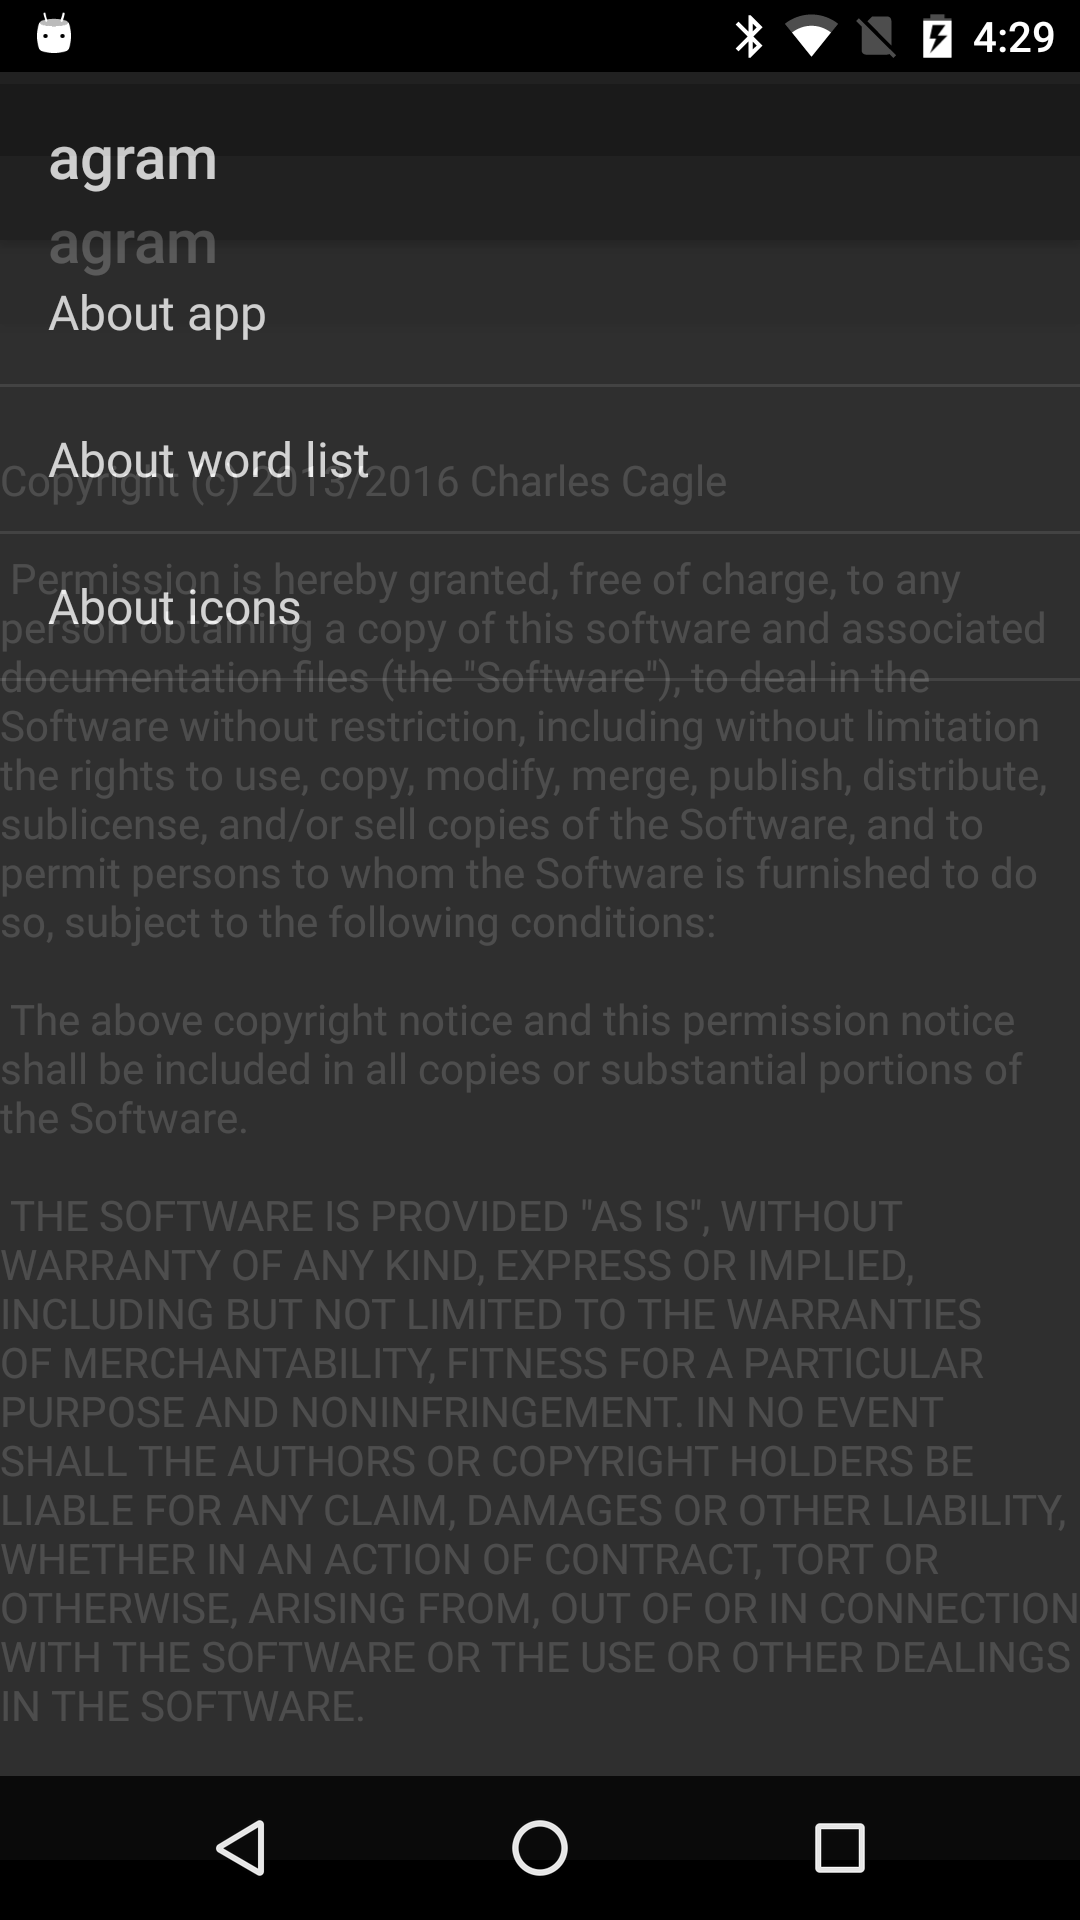 4:29
agram
agram
About app
About word list
Copyright (c) 2013/2016 Charles Cagle
Permission is hereby granted, free of charge, to any
About icons
person obtaining a copy of this software and associated
documentation files (the "Software"), to deal in the
Software without restriction, including without limitation
the rights to use, copy, modify, merge, publish, distribute,
sublicense, and/or sell copies of the Software, and to
permit persons to whom the Software is furnished to do
so, subject to the following conditions:
The above copyright notice and this permission notice
shall be included in all copies or substantial portions of
the Software.
THE SOFTWARE IS PROVIDED "AS IS", WITHOUT
WARRANTY OF ANY KIND, EXPRESS OR IMPLIED,
INCLUDING BUT NOT LIMITED TO THE WARRANTIES
OF MERCHANTABILITY, FITNESS FOR A PARTICULAR
PURPOSE AND NONINFRINGEMENT. IN NO EVENT
SHALL THE AUTHORS OR COPYRIGHT HOLDERS BE
LIABLE FOR ANY CLAIM, DAMAGES OR OTHER LIABILITY,
WHETHER IN AN ACTION OF CONTRACT, TORT OR
OTHERWISE, ARISING FROM, OUT OF OR IN CONNECTION
WITH THE SOFTWARE OR THE USE OR OTHER DEALINGS
IN THE SOFTWARE.